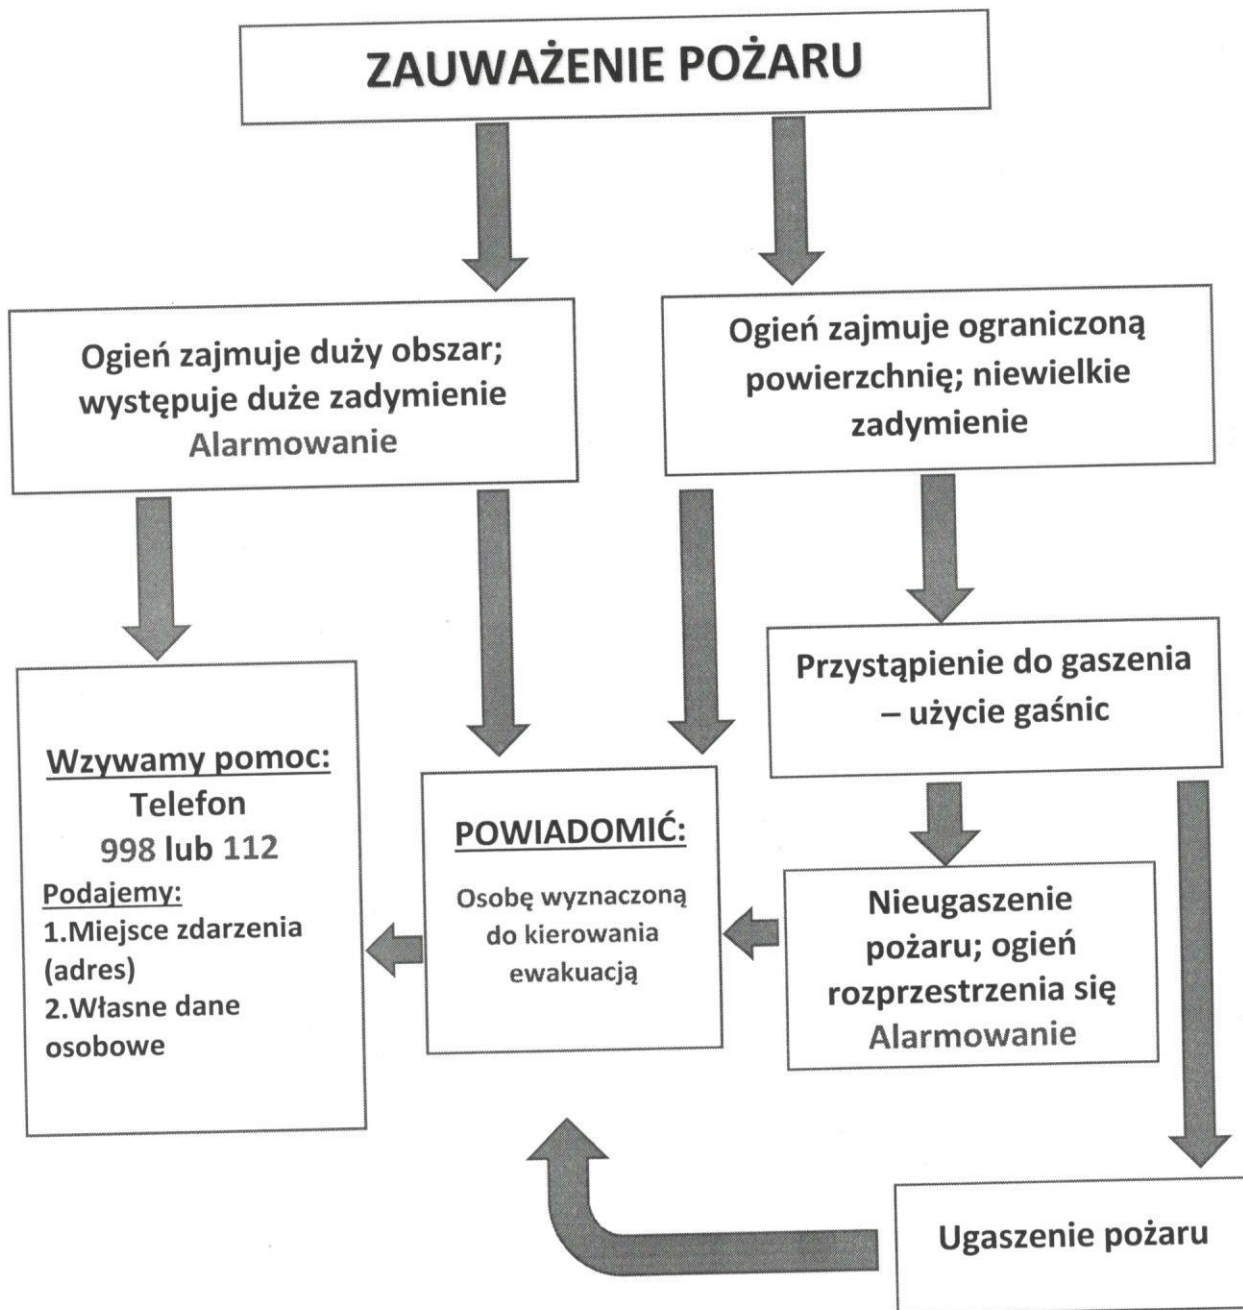 ZAUWAŻENIE POŻARU
Ogień zajmuje duży obszar;
występuje duże zadymienie
Alarmowanie
Ogień zajmuje ograniczoną
powierzchnię; niewielkie
zadymienie
Przystąpienie do gaszenia
– użycie gaśnic
Wzywamy pomoc:
Telefon
998 lub 112
Podajemy:
1.Miejsce zdarzenia
(adres)
2.Własne dane
osobowe
POWIADOMIĆ:
Osobę wyznaczoną
do kierowania
ewakuacją
Nieugaszenie
pożaru; ogień
rozprzestrzenia się
Alarmowanie
Ugaszenie pożaru